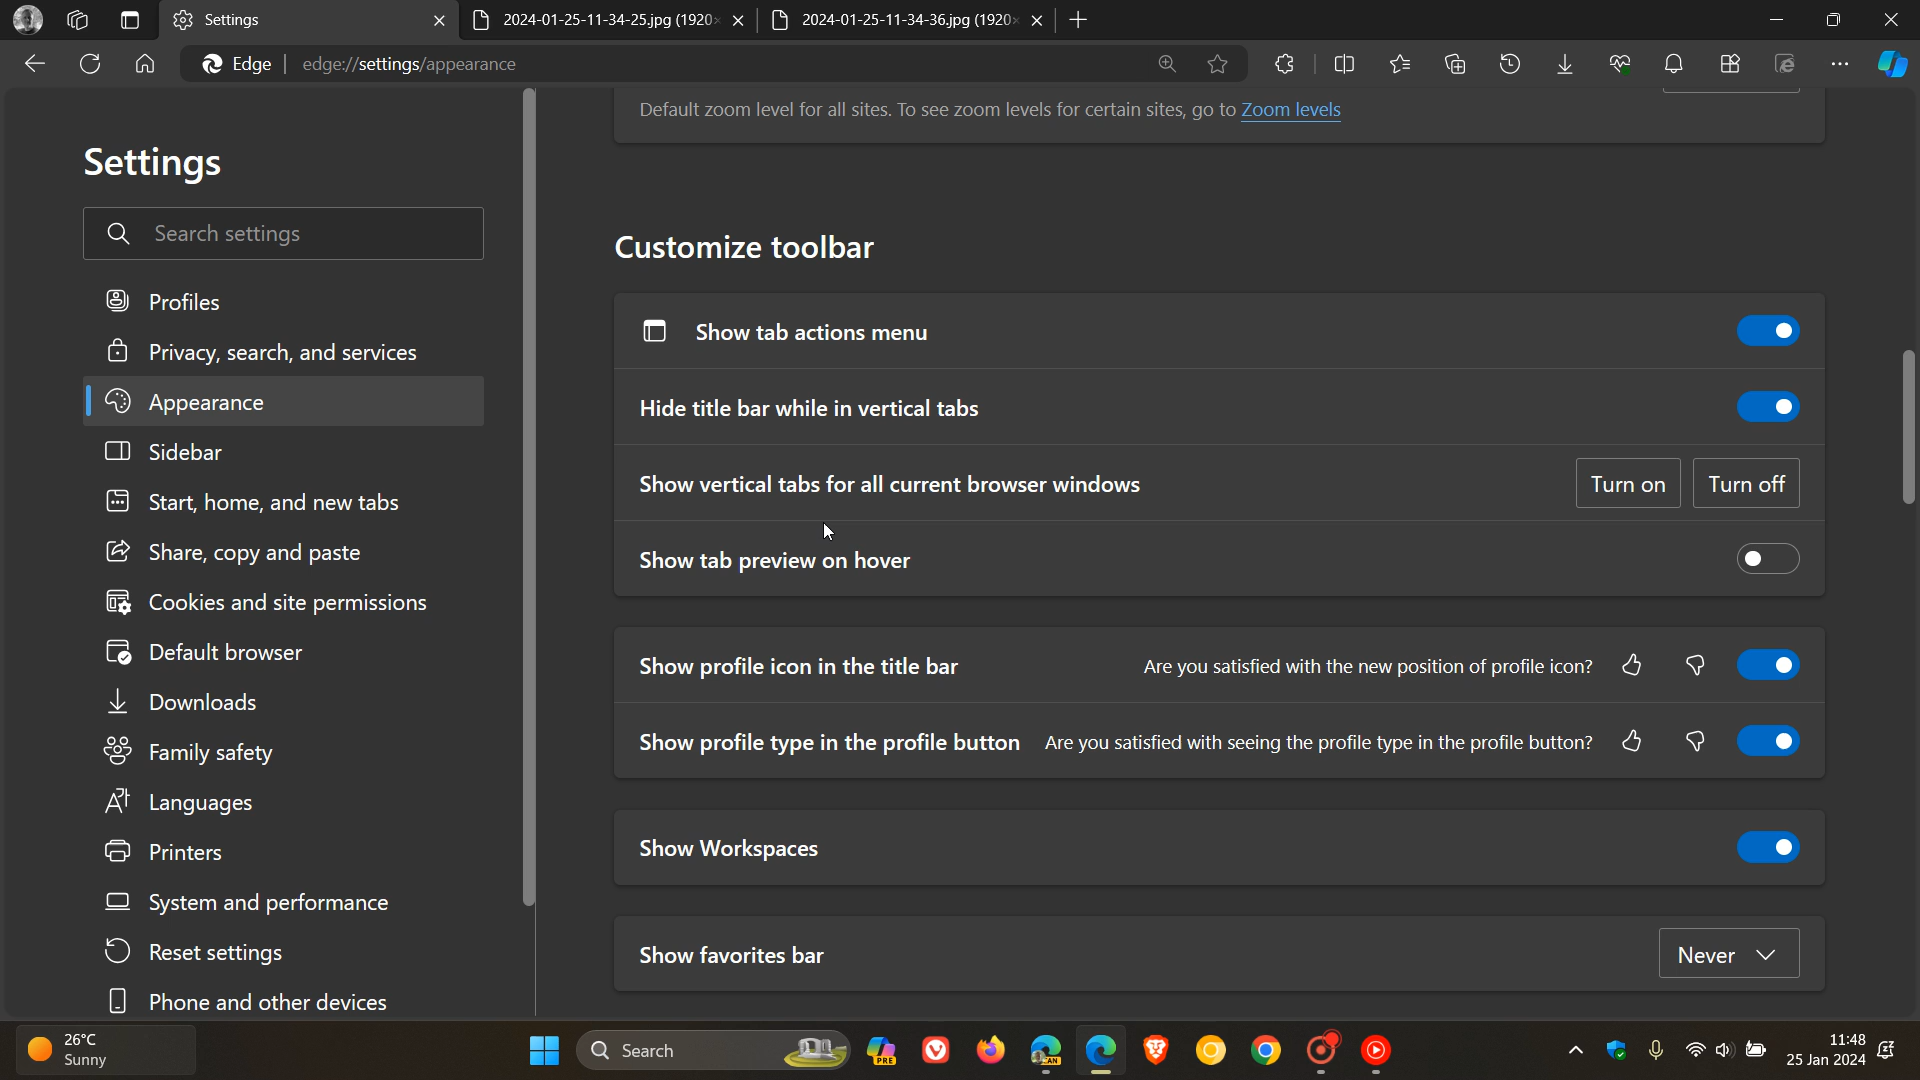 Settings
2024-01-25-11-34-25.jpg (1920
2024-01-25-11-34-36.jpg (1920
Edge
edge://settings/appearance
Default zoom level for all sites. To see zoom levels for certain sites, go to Zoom levels
Settings
Search settings
Profiles
Privacy, search, and services
Appearance
Sidebar
Start, home, and new tabs
Share, copy and paste
Cookies and site permissions
Default browser
Downloads
Family safety
Languages
Printers
System and performance
Reset settings
Phone and other devices
Customize toolbar
Show tab actions menu
Hide title bar while in vertical tabs
Show vertical tabs for all current browser windows Turn on Turn off
Show tab preview on hover
Show profile icon in the title bar Are you satisfied with the new position of profile icon?
Show profile type in the profile button Are you satisfied with seeing the profile type in the profile button?
Show Workspaces
Show favorites bar Never
26°C
Sunny
Search
PRE
CAN
11:48
25 Jan 2024